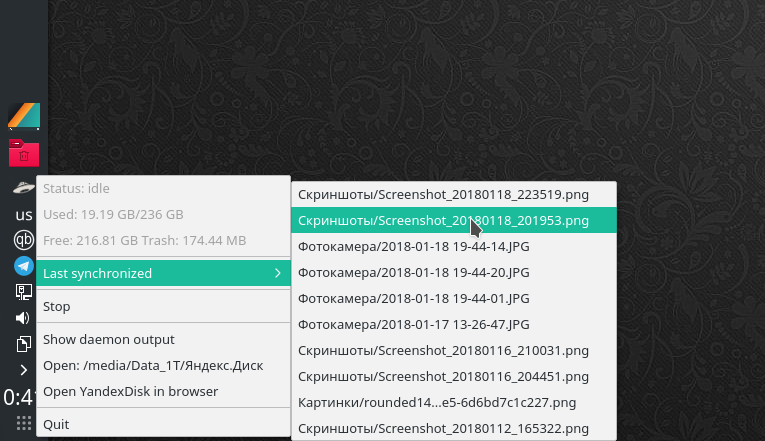 Status: idle
Used: 19.19 GB/236 GB
Free: 216.81 GB Trash: 174.44 MB
Last synchronized
Stop
Show daemon output
Open: /media/Data_1T/Яндекс.Диск
Open YandexDisk in browser
Quit
Скриншоты/Screenshot_20180118_223519.png
Скриншоты/Screenshot_20180118_201953.png
Фотокамера/2018-01-18 19-44-14.JPG
Фотокамера/2018-01-18 19-44-20.JPG
Фотокамера/2018-01-18 19-44-01.JPG
Фотокамера/2018-01-17 13-26-47.JPG
Скриншоты/Screenshot_20180116_210031.png
Скриншоты/Screenshot_20180116_204451.png
Картинки/rounded14...e5-6d6bd7c1c227.png
Скриншоты/Screenshot_20180112_165322.png
us
qb